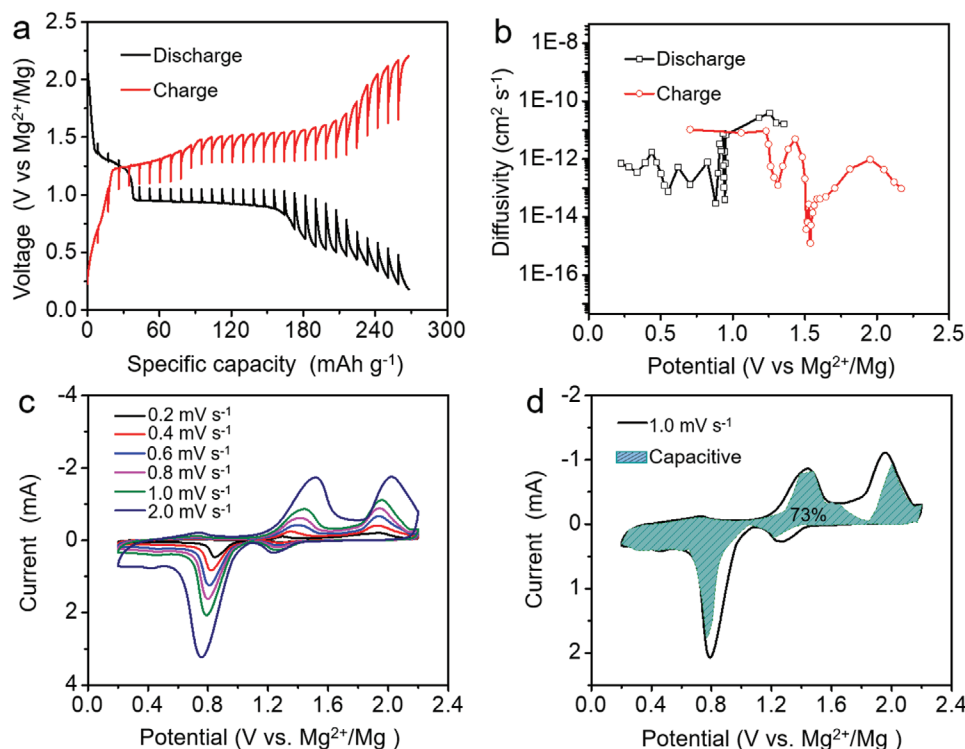 a
2.5
2.0
1.5
1.0
0.5
0.0
Voltage (V vs Mg²⁺/Mg)
Discharge
Charge
0 60 120 180 240 300
Specific capacity (mAh g⁻¹)
b
1E-8
1E-10
1E-12
1E-14
1E-16
Diffusivity (cm² s⁻¹)
Discharge
Charge
0.0 0.5 1.0 1.5 2.0 2.5
Potential (V vs Mg²⁺/Mg)
c
-4
-2
0
2
4
Current (mA)
0.2 mV s⁻¹
0.4 mV s⁻¹
0.6 mV s⁻¹
0.8 mV s⁻¹
1.0 mV s⁻¹
2.0 mV s⁻¹
0.0 0.4 0.8 1.2 1.6 2.0 2.4
Potential (V vs. Mg²⁺/Mg)
d
-2
-1
0
1
2
Current (mA)
1.0 mV s⁻¹
Capacitive
73%
0.0 0.4 0.8 1.2 1.6 2.0 2.4
Potential (V vs. Mg²⁺/Mg)